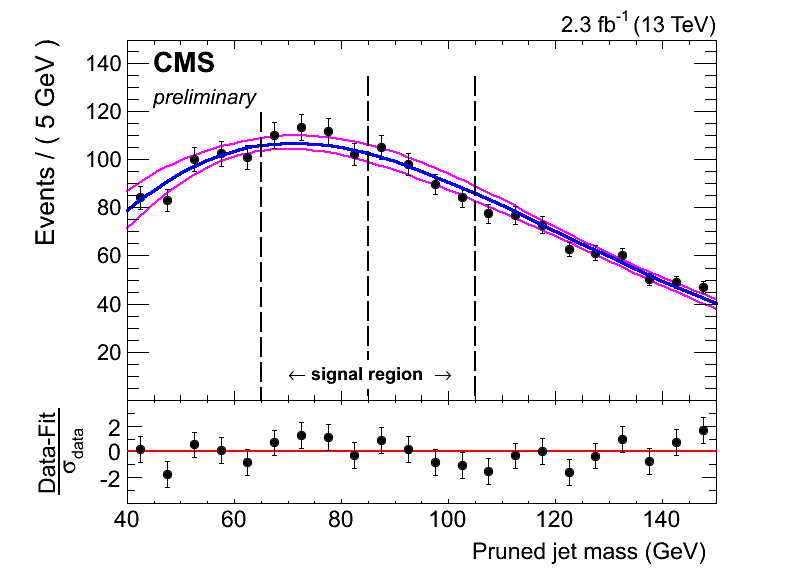 2.3 fb⁻¹ (13 TeV)
CMS
preliminary
Events / ( 5 GeV )
140
120
100
80
60
40
20
← signal region →
Data-Fit
σdata
2
0
-2
40 60 80 100 120 140
Pruned jet mass (GeV)